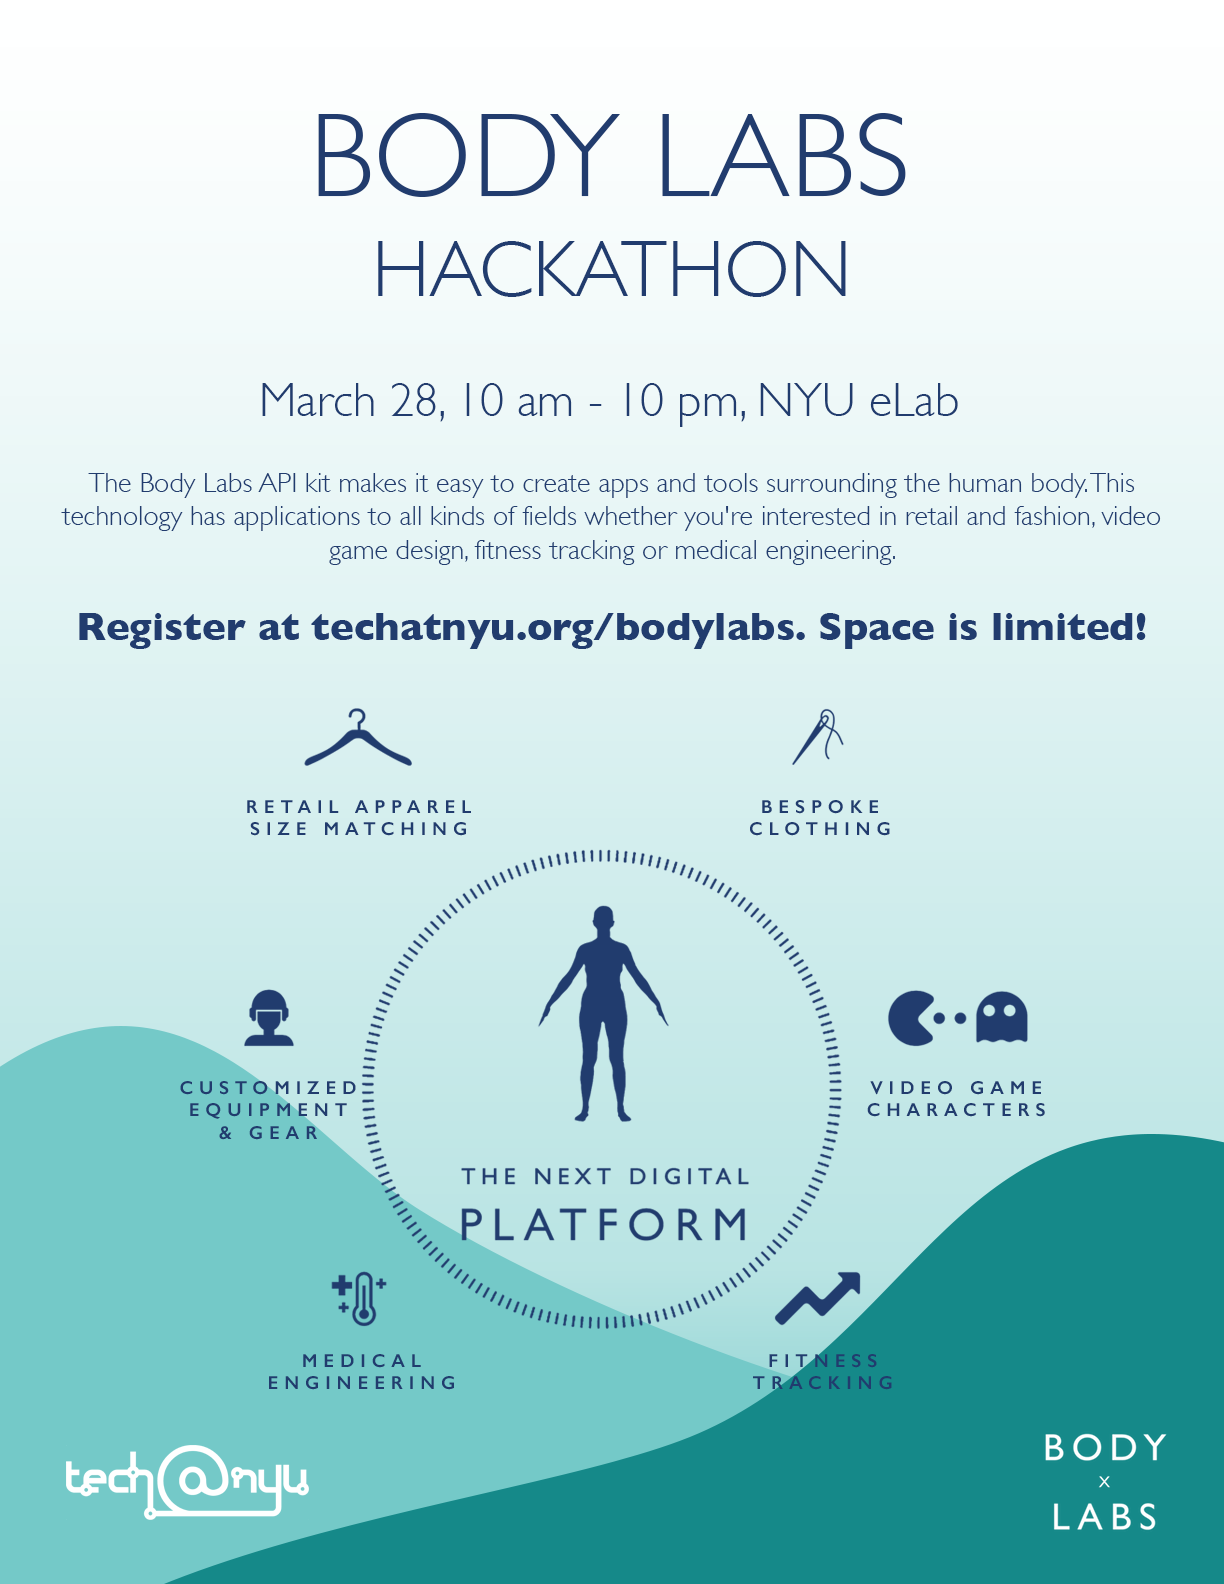 BODY LABS
HACKATHON
March 28, 10 am - 10 pm, NYU eLab
The Body Labs API kit makes it easy to create apps and tools surrounding the human body. This
technology has applications to all kinds of fields whether you're interested in retail and fashion, video
game design, fitness tracking or medical engineering.
Register at techatnyu.org/bodylabs. Space is limited!
RETAIL APPAREL
SIZE MATCHING
BESPOKE
CLOTHING
CUSTOMIZED
EQUIPMENT
& GEAR
VIDEO GAME
CHARACTERS
THE NEXT DIGITAL
PLATFORM
MEDICAL
ENGINEERING
FITNESS
TRACKING
tech@nyu
BODY
x
LABS